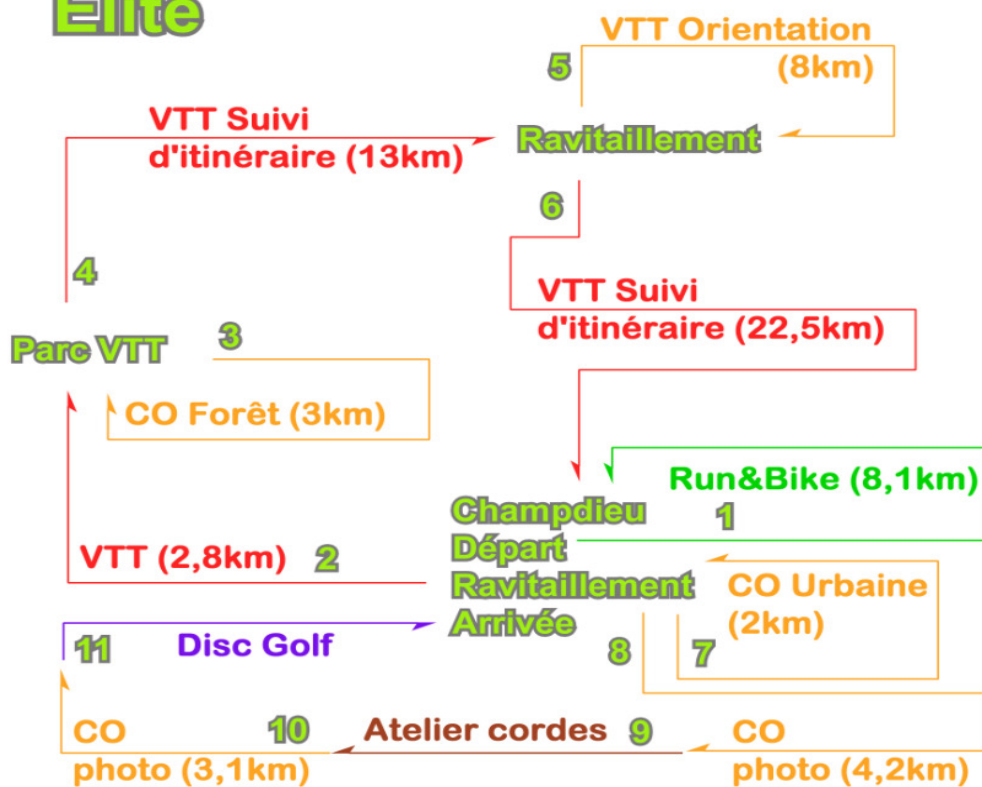 Elite
VTT Orientation
(8km)
5
VTT Suivi
d'itinéraire (13km)
Ravitaillement
6
4
VTT Suivi
d'itinéraire (22,5km)
3
Parc VTT
CO Forêt (3km)
Run&Bike (8,1km)
Champdieu
1
Départ
VTT (2,8km)
2
Ravitaillement
CO Urbaine
(2km)
Arrivée
11
Disc Golf
8
7
CO
photo (3,1km)
10
Atelier cordes
9
CO
photo (4,2km)